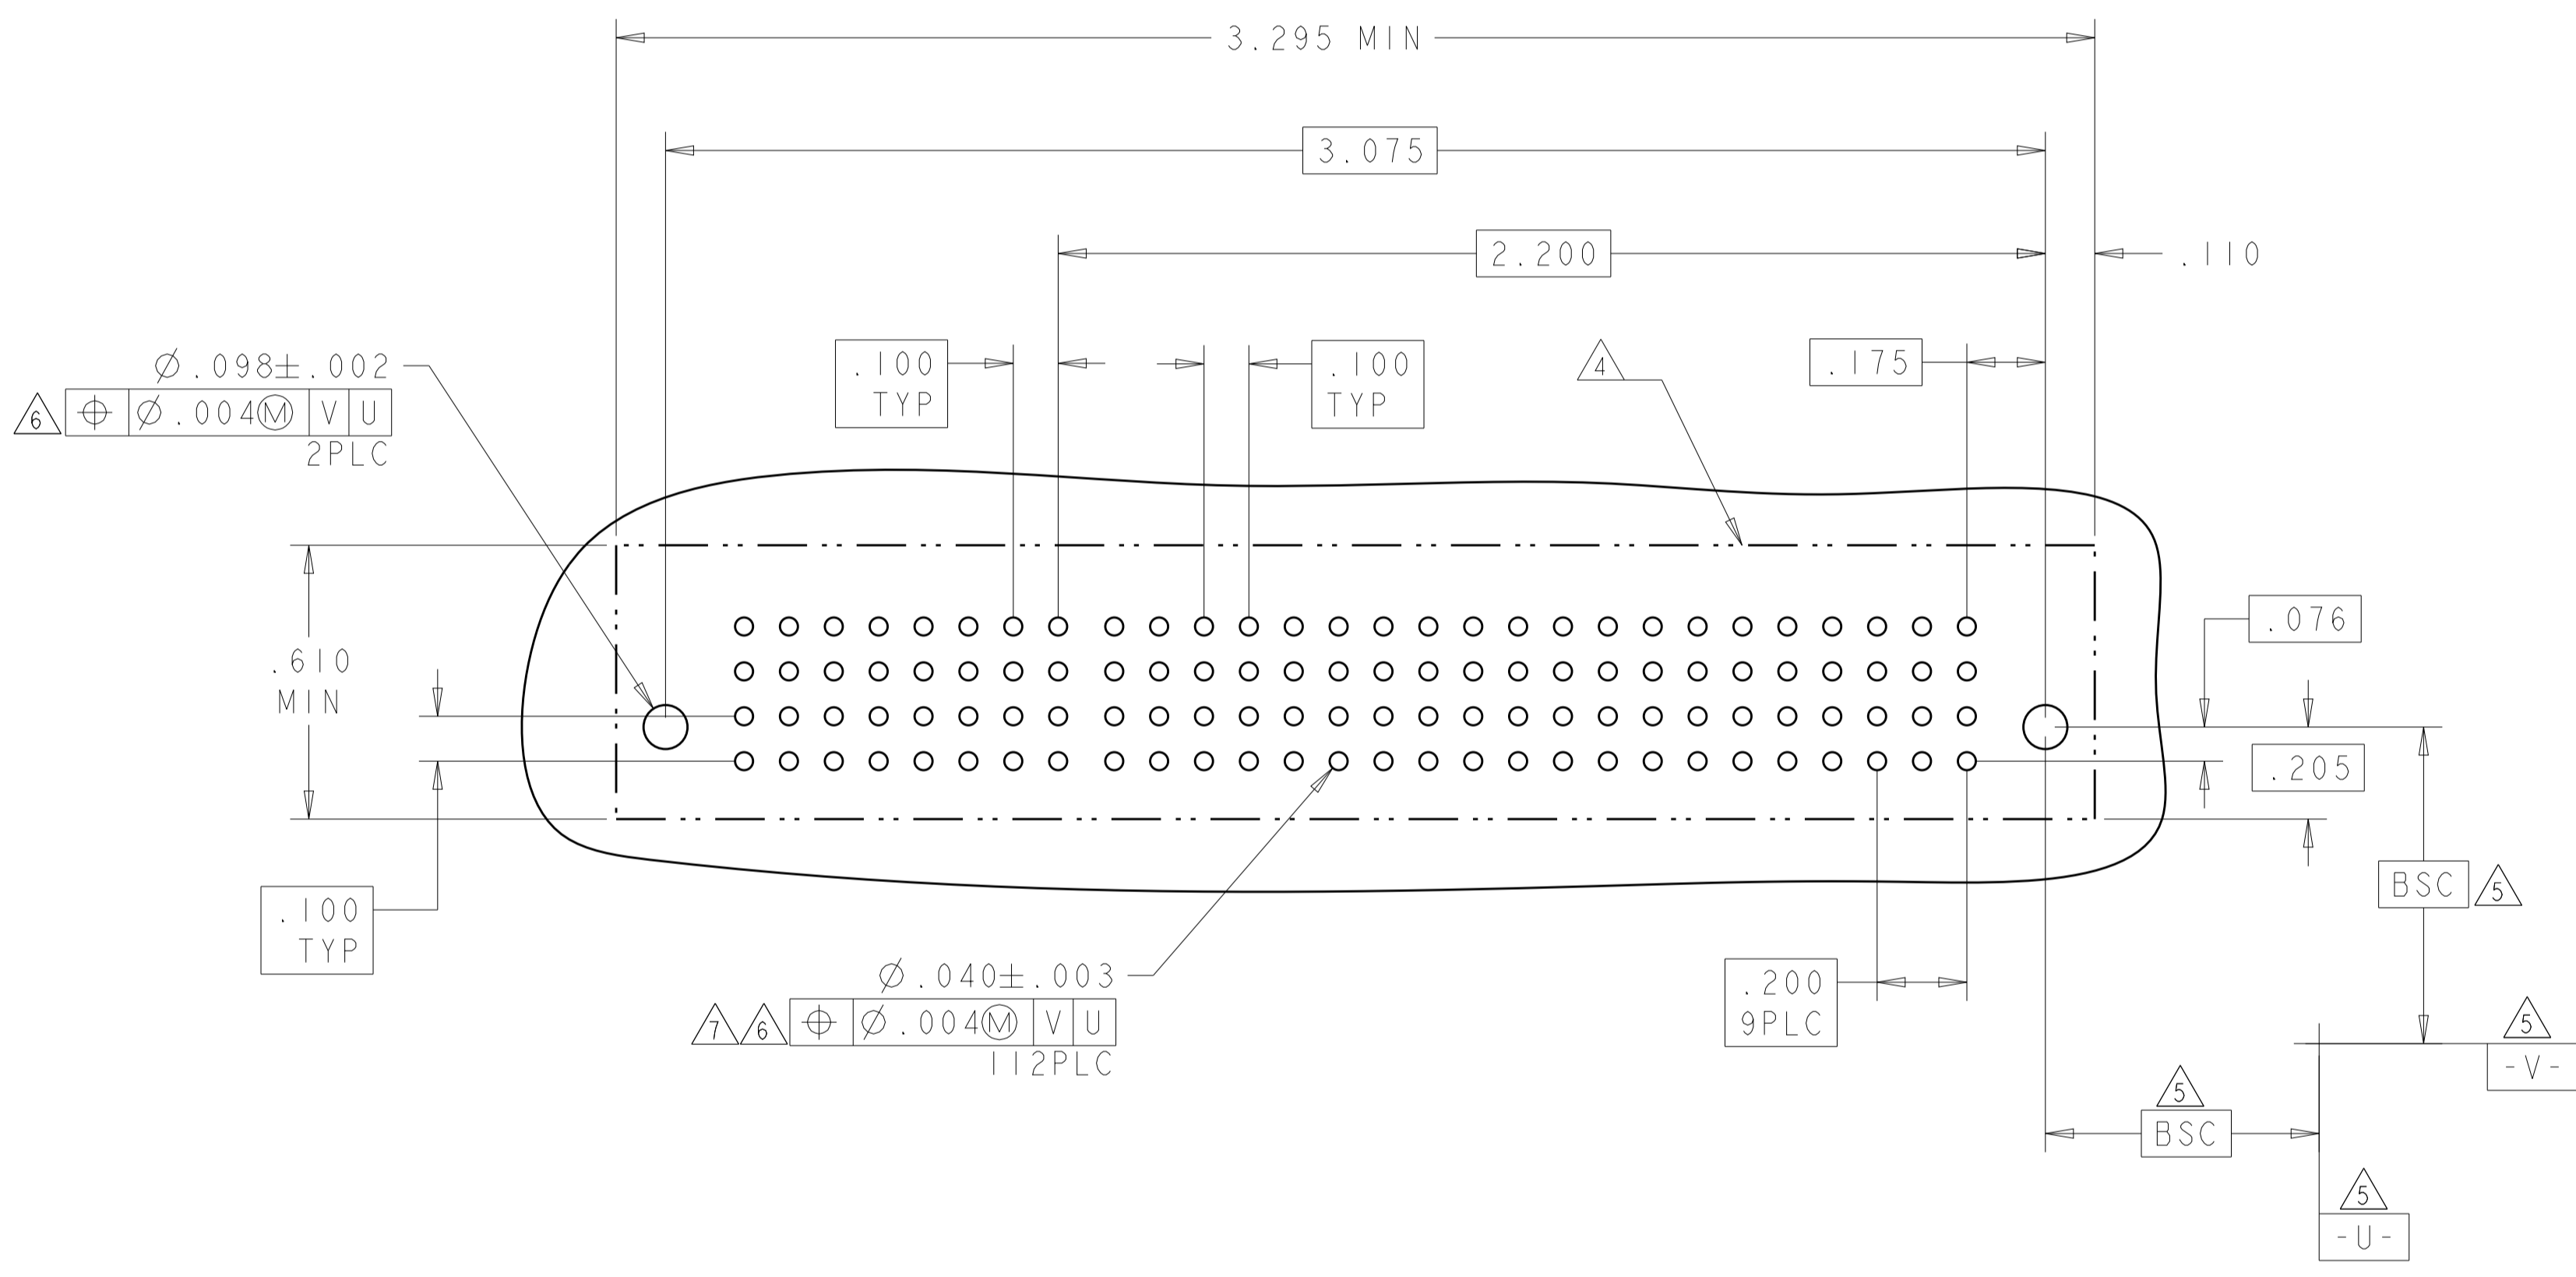 3.295 MIN
3.075
2.200
.110
.100
TYP
.100
TYP
4
.175
Ø.098±.002
6 ⌖ Ø.004Ⓜ V U
2PLC
.610
MIN
.076
.205
BSC 5
.100
TYP
Ø.040±.003
7 6 ⌖ Ø.004Ⓜ V U
112PLC
.200
9PLC
5
-V-
5
BSC
5
-U-